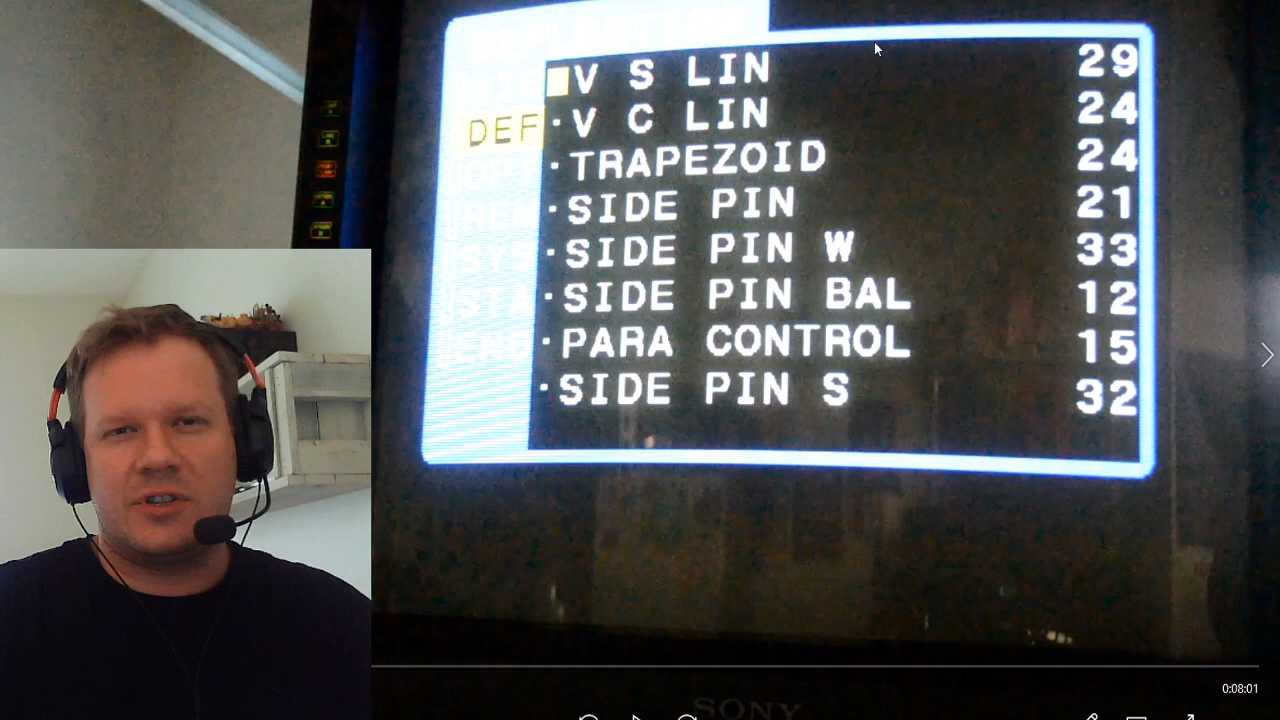 V S LIN 29
DEF ·V C LIN 24
·TRAPEZOID 24
·SIDE PIN 21
·SIDE PIN W 33
·SIDE PIN BAL 12
·PARA CONTROL 15
·SIDE PIN S 32
0:08:01
SONY